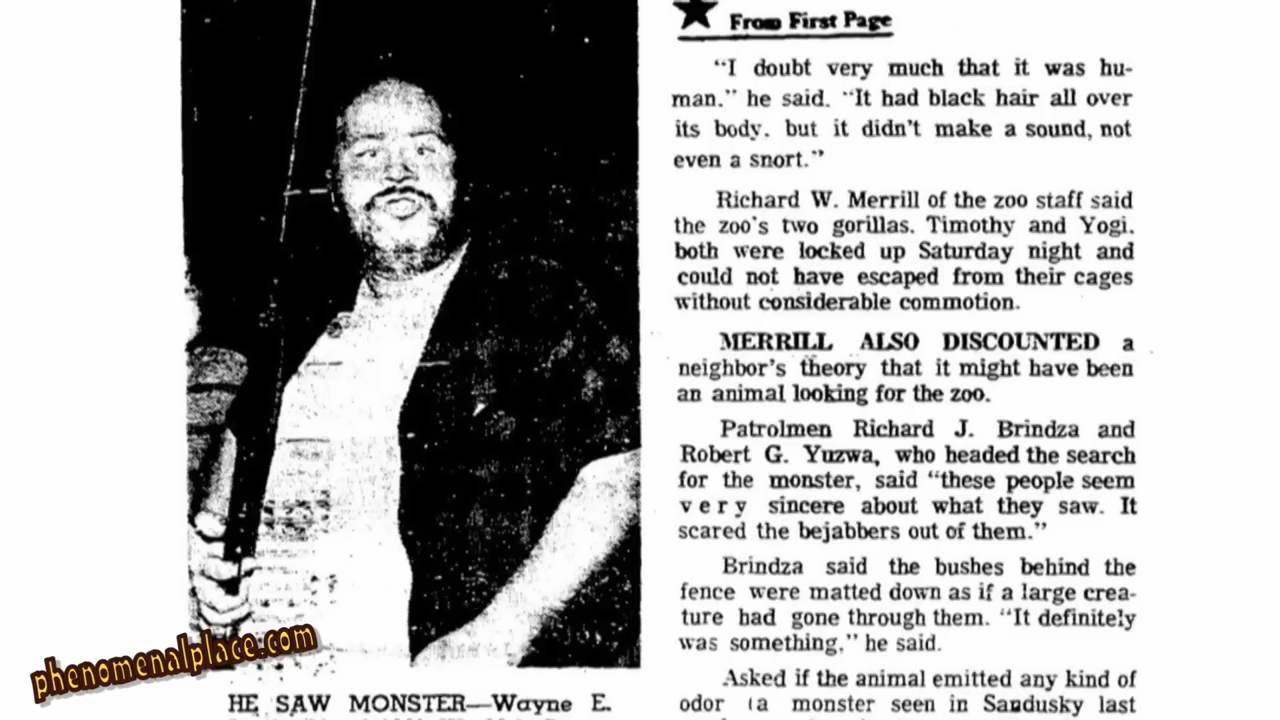 From First Page
"I doubt very much that it was hu-
man." he said. "It had black hair all over
its body. but it didn't make a sound, not
even a snort."
Richard W. Merrill of the zoo staff said
the zoo's two gorillas. Timothy and Yogi.
both were locked up Saturday night and
could not have escaped from their cages
without considerable commotion.
MERRILL ALSO DISCOUNTED a
neighbor's theory that it might have been
an animal looking for the zoo.
Patrolmen Richard J. Brindza and
Robert G. Yuzwa, who headed the search
for the monster, said "these people seem
very sincere about what they saw. It
scared the bejabbers out of them."
Brindza said the bushes behind the
fence were matted down as if a large crea-
ture had gone through them. "It definitely
was something," he said.
Asked if the animal emitted any kind of
odor (a monster seen in Sandusky last
HE SAW MONSTER—Wayne E.
phenomenalplace.com